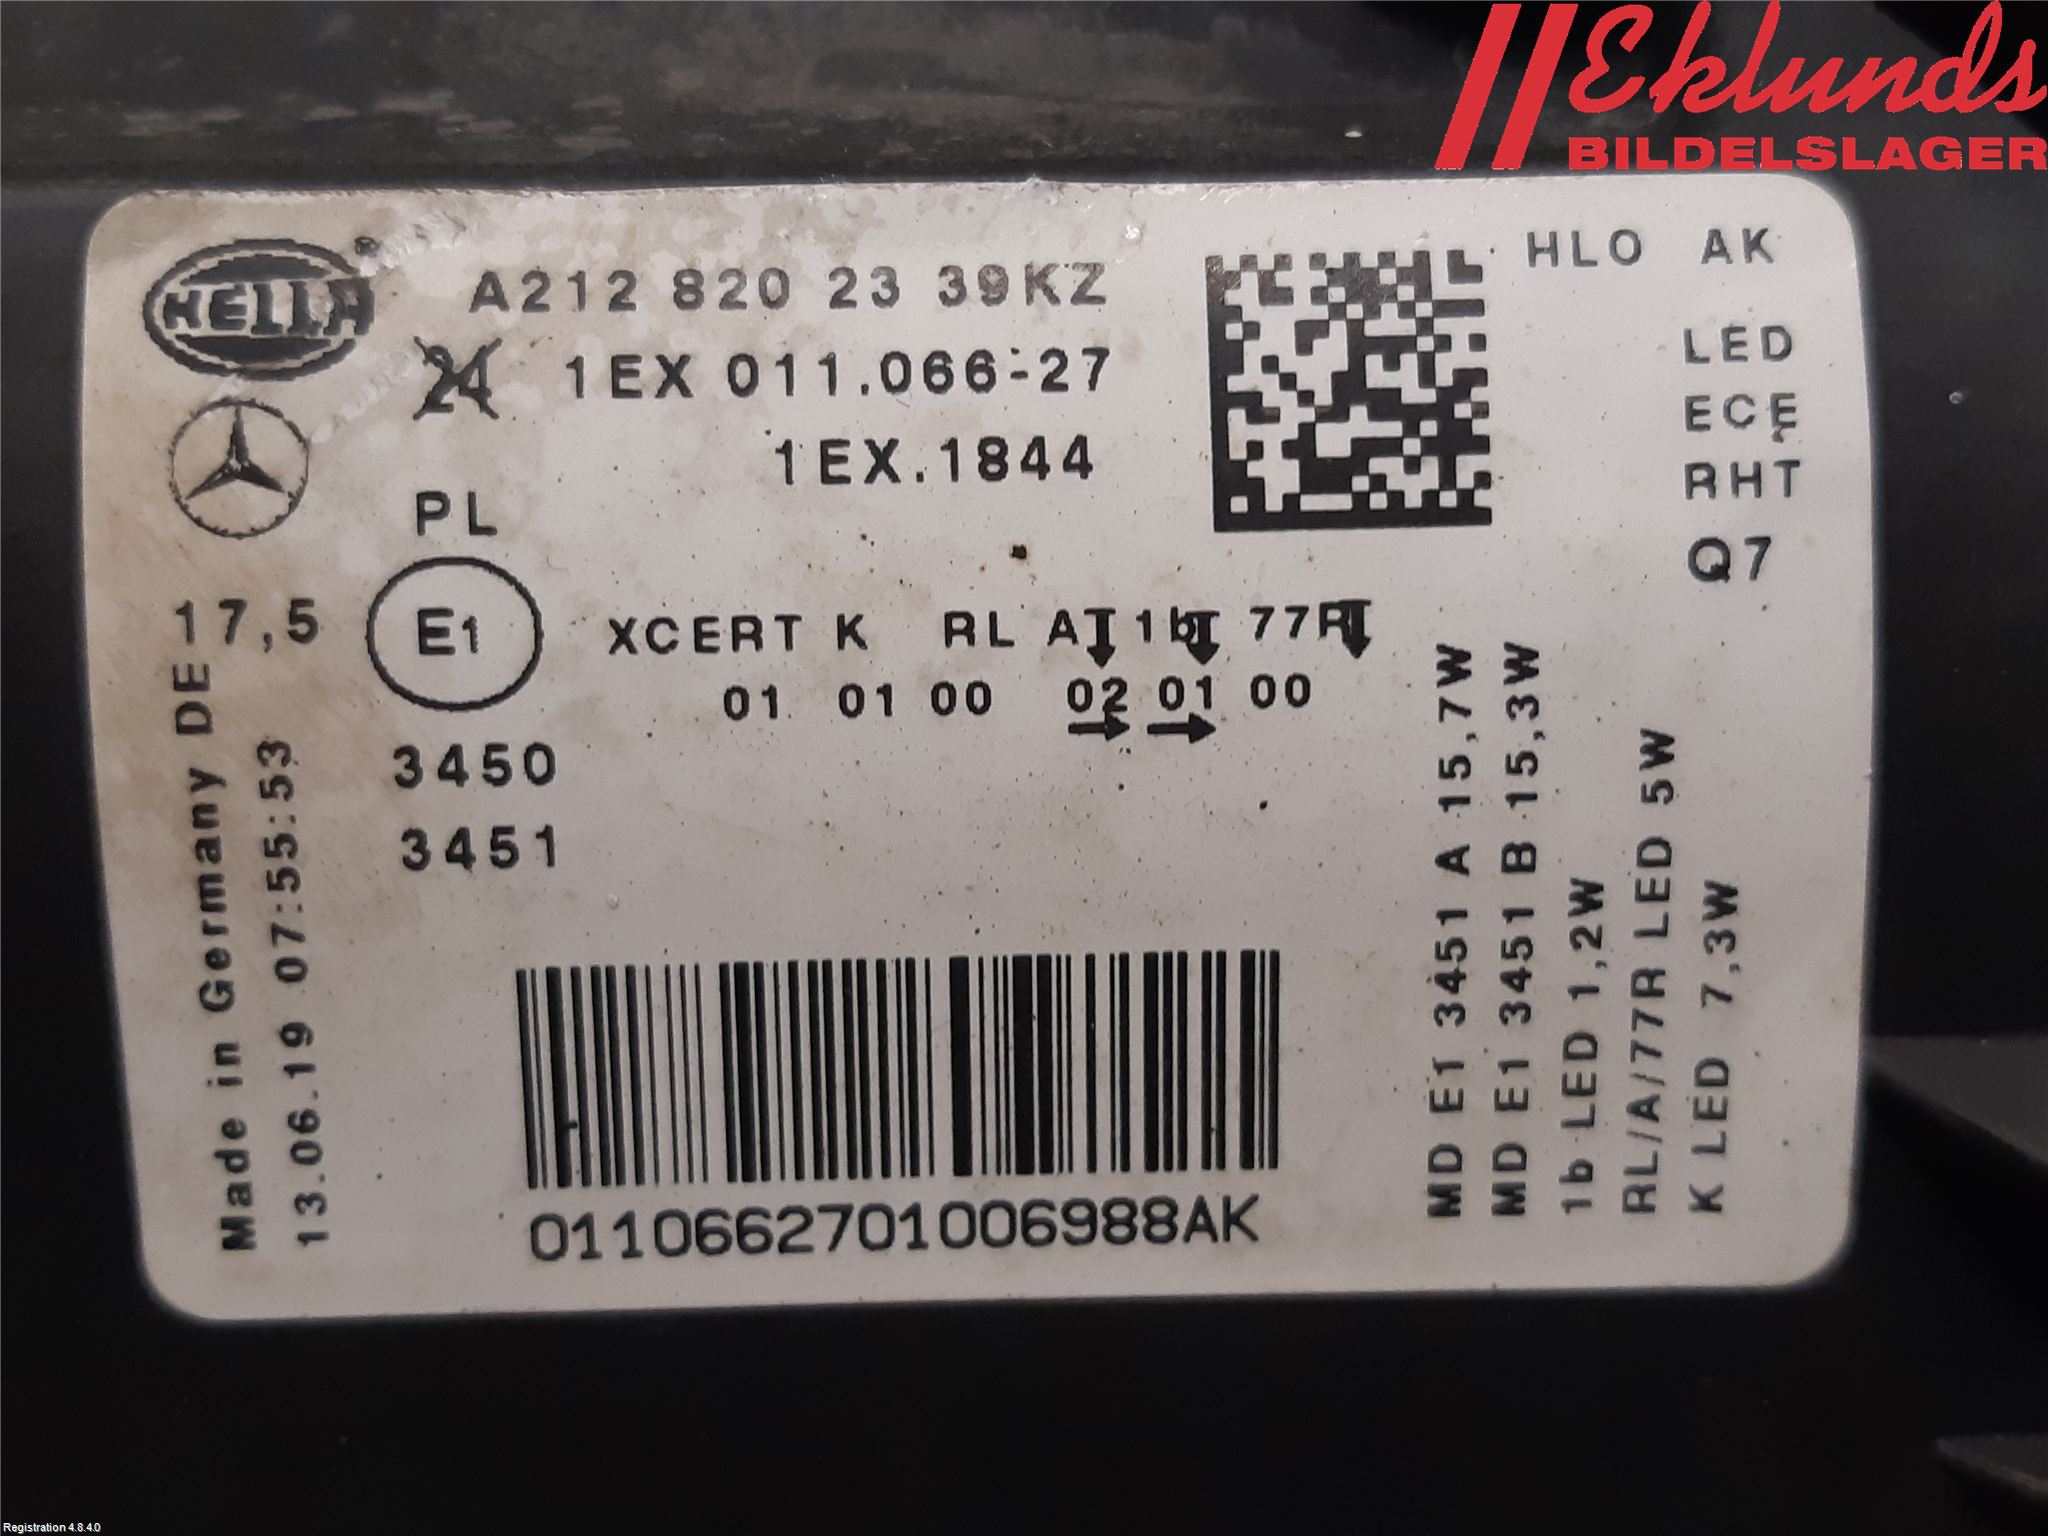 Eklunds
BILDELSLAGER
HELLA®
A212 820 23 39KZ
HLO AK
24 1EX 011.066-27
1EX.1844
LED
ECE
RHT
Q7
PL
17,5
E1
XCERT K RL A 1b 77R
01 01 00 02 01 00
3450
3451
Made in Germany DE
13.06.19 07:55:53
MD E1 3451 A 15,7W
MD E1 3451 B 15,3W
1b LED 1,2W
RL/A/77R LED 5W
K LED 7,3W
0110662701006988AK
Registration 4.8.4.0